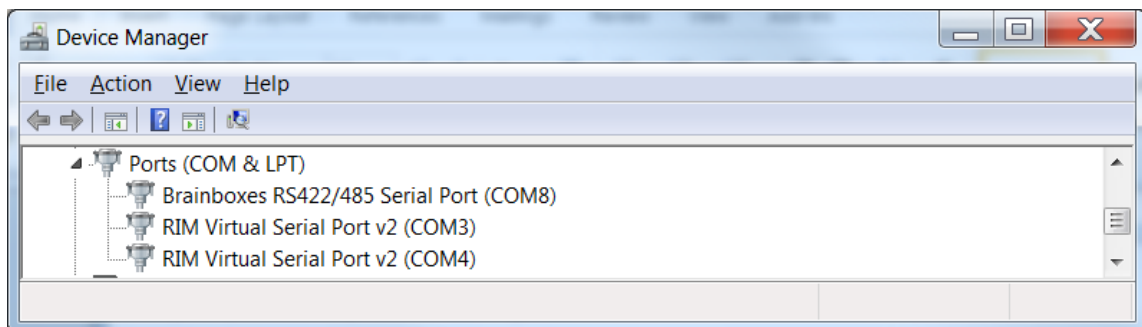 Device Manager
File Action View Help
Ports (COM & LPT)
Brainboxes RS422/485 Serial Port (COM8)
RIM Virtual Serial Port v2 (COM3)
RIM Virtual Serial Port v2 (COM4)